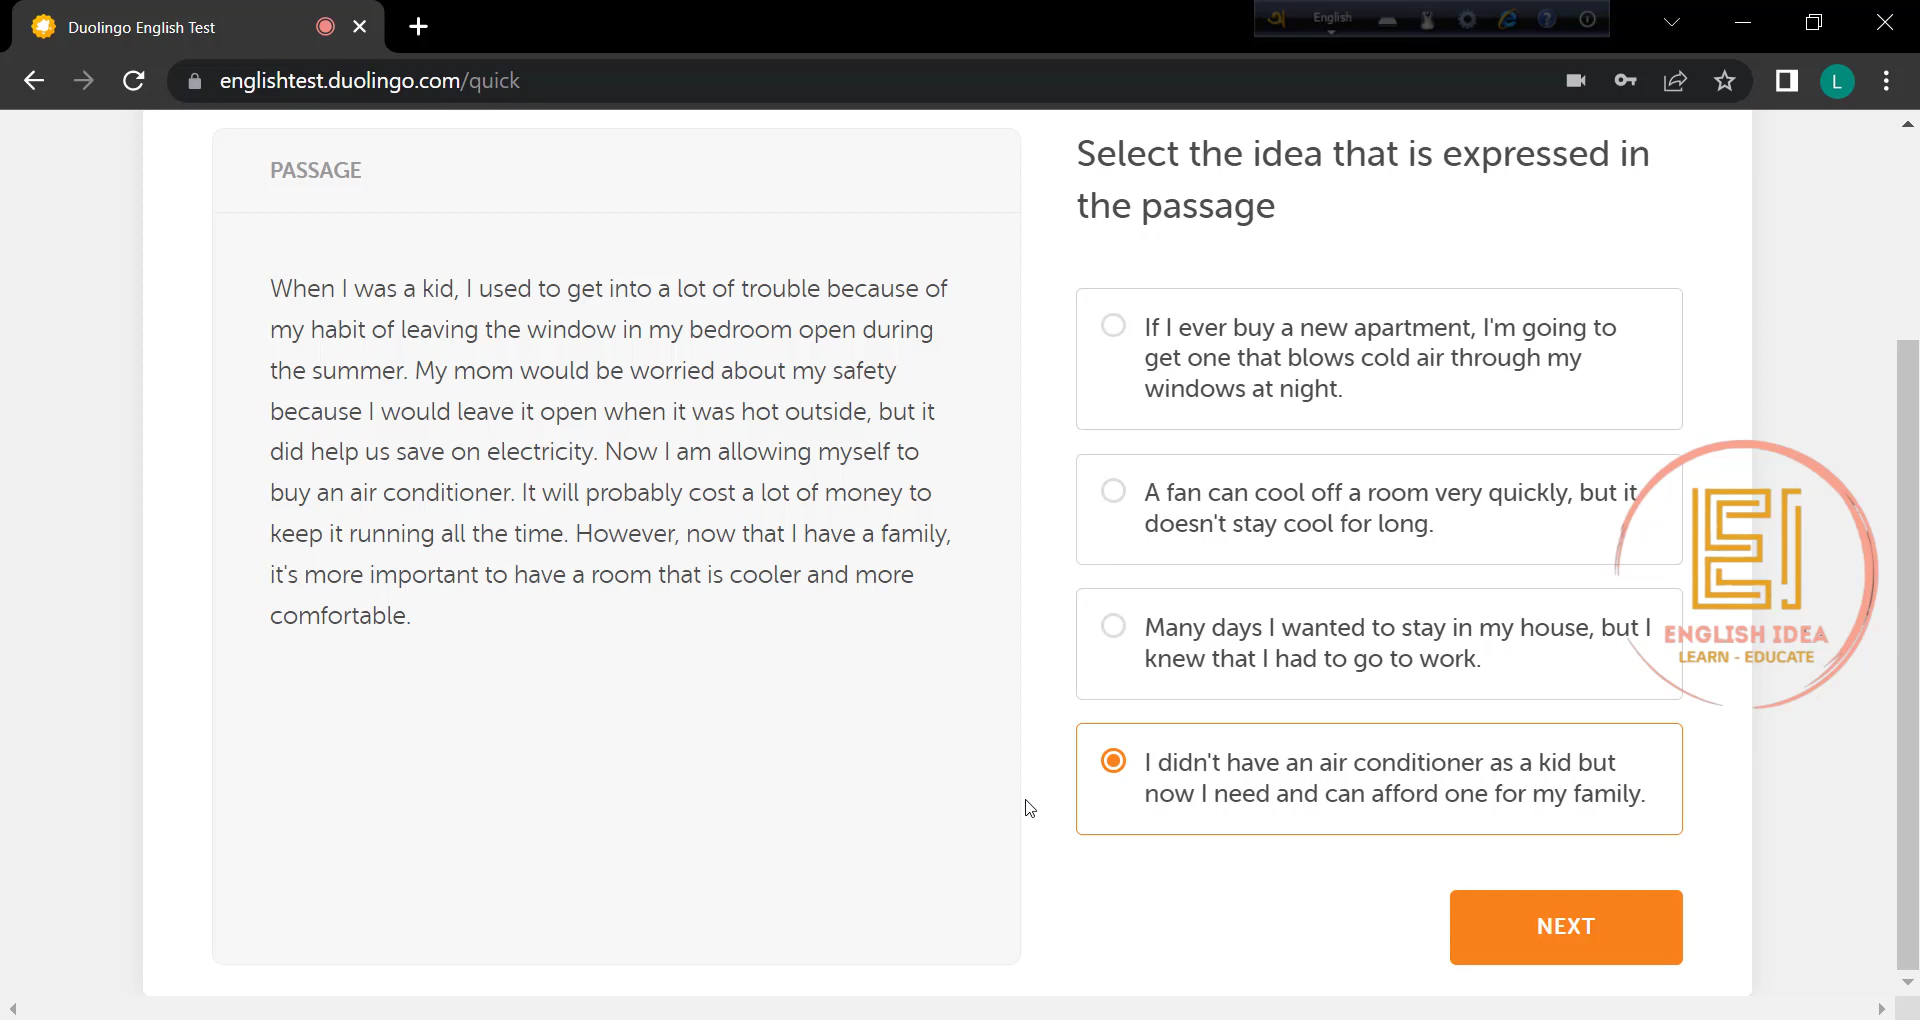 Duolingo English Test
English
englishtest.duolingo.com/quick
L
PASSAGE
When I was a kid, I used to get into a lot of trouble because of
my habit of leaving the window in my bedroom open during
the summer. My mom would be worried about my safety
because I would leave it open when it was hot outside, but it
did help us save on electricity. Now I am allowing myself to
buy an air conditioner. It will probably cost a lot of money to
keep it running all the time. However, now that I have a family,
it's more important to have a room that is cooler and more
comfortable.
Select the idea that is expressed in
the passage
If I ever buy a new apartment, I'm going to
get one that blows cold air through my
windows at night.
A fan can cool off a room very quickly, but it
doesn't stay cool for long.
Many days I wanted to stay in my house, but I
knew that I had to go to work.
I didn't have an air conditioner as a kid but
now I need and can afford one for my family.
NEXT
EI
ENGLISH IDEA
LEARN - EDUCATE